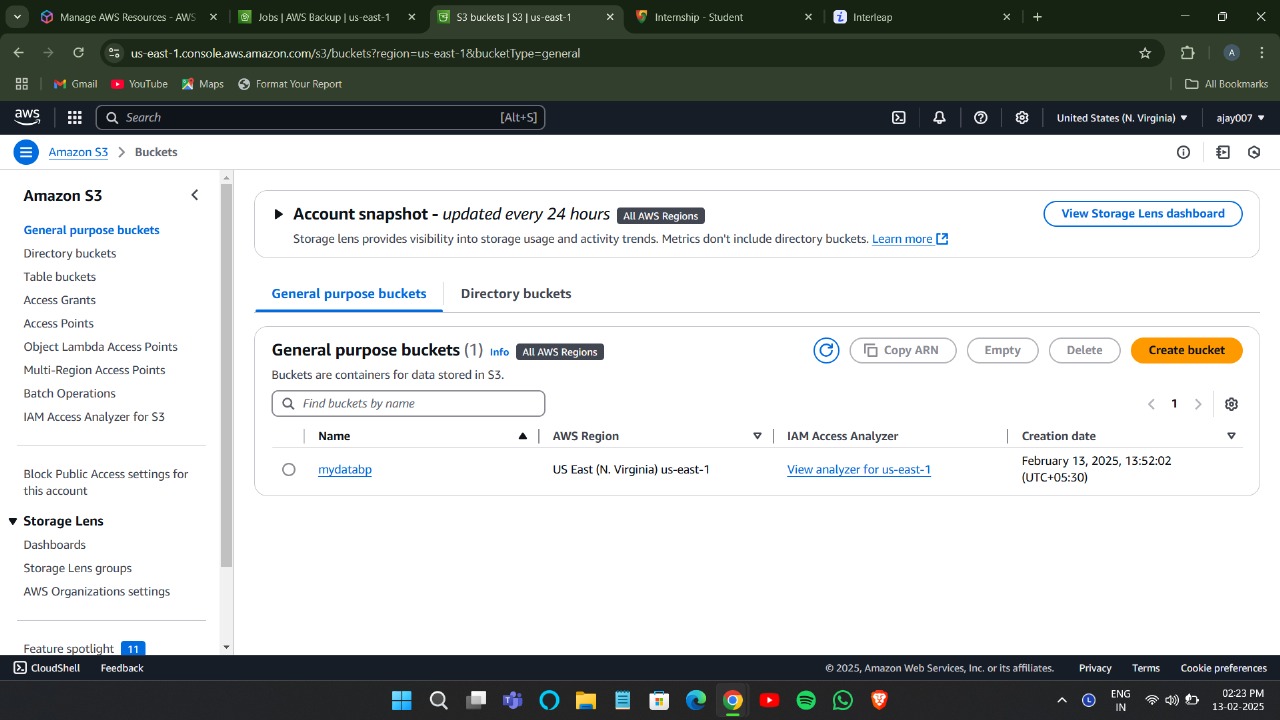 Manage AWS Resources - AWS
Jobs | AWS Backup | us-east-1
S3 buckets | S3 | us-east-1
Internship - Student
Interleap
us-east-1.console.aws.amazon.com/s3/buckets?region=us-east-1&bucketType=general
A
Gmail
YouTube
Maps
Format Your Report
All Bookmarks
aws
Search
[Alt+S]
United States (N. Virginia)
ajay007
Amazon S3
Buckets
Amazon S3
General purpose buckets
Directory buckets
Table buckets
Access Grants
Access Points
Object Lambda Access Points
Multi-Region Access Points
Batch Operations
IAM Access Analyzer for S3
Block Public Access settings for
this account
Storage Lens
Dashboards
Storage Lens groups
AWS Organizations settings
Feature spotlight 11
Account snapshot - updated every 24 hours All AWS Regions
View Storage Lens dashboard
Storage lens provides visibility into storage usage and activity trends. Metrics don't include directory buckets. Learn more
General purpose buckets
Directory buckets
General purpose buckets (1) Info All AWS Regions
Copy ARN
Empty
Delete
Create bucket
Buckets are containers for data stored in S3.
Find buckets by name
1
Name
AWS Region
IAM Access Analyzer
Creation date
mydatabp
US East (N. Virginia) us-east-1
View analyzer for us-east-1
February 13, 2025, 13:52:02
(UTC+05:30)
CloudShell
Feedback
© 2025, Amazon Web Services, Inc. or its affiliates.
Privacy
Terms
Cookie preferences
ENG
IN
02:23 PM
13-02-2025